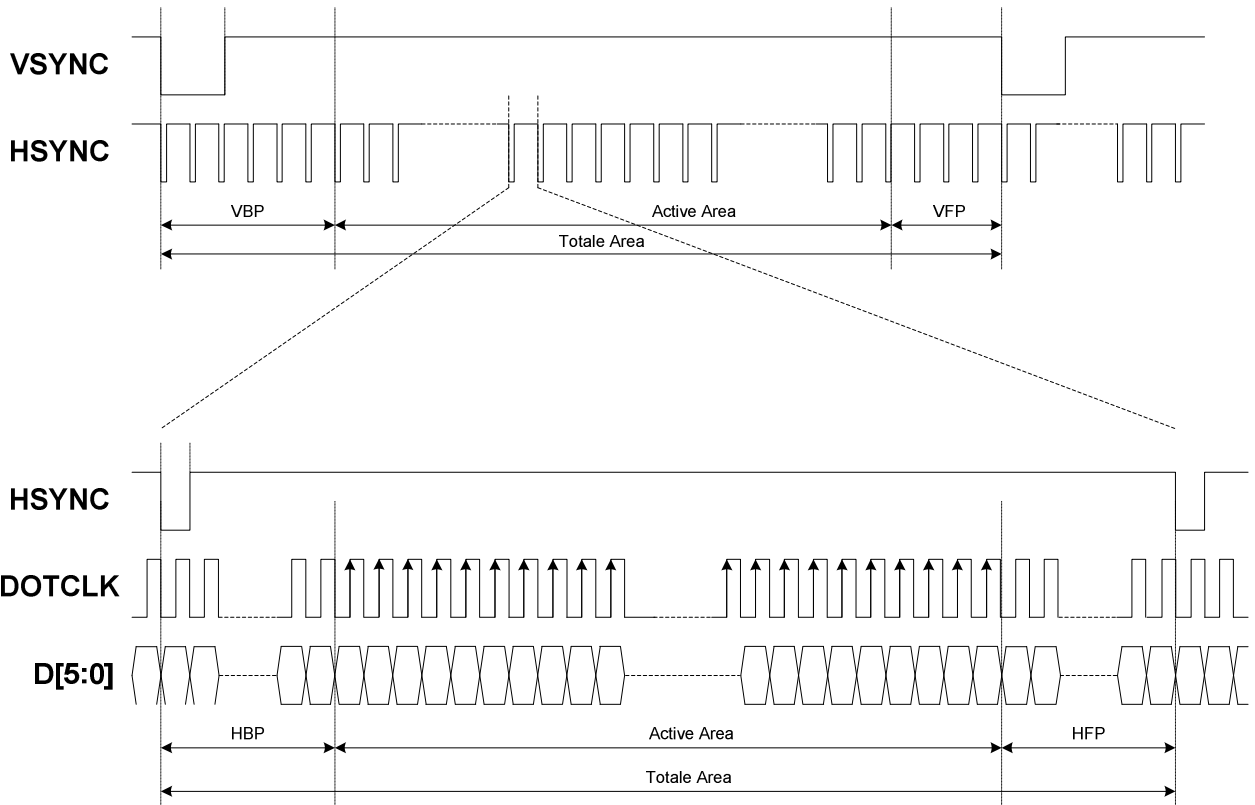 VSYNC
HSYNC
VBP Active Area VFP
Totale Area
HSYNC
DOTCLK
D[5:0]
HBP Active Area HFP
Totale Area